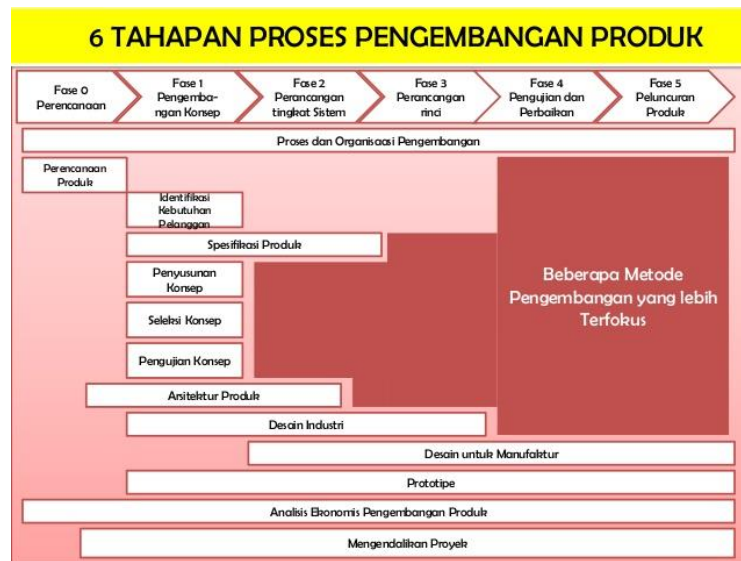 6 TAHAPAN PROSES PENGEMBANGAN PRODUK
Fase 0
Perencanaan
Fase 1
Pengemba-
ngan Konsep
Fase 2
Perancangan
tingkat Sistem
Fase 3
Perancangan
rinci
Fase 4
Pengujian dan
Perbaikan
Fase 5
Peluncuran
Produk
Proses dan Organisaasi Pengembangan
Perencanaan
Produk
Identifikasi
Kebutuhan
Pelanggan
Spesifikasi Produk
Penyusunan
Konsep
Seleksi Konsep
Pengujian Konsep
Beberapa Metode
Pengembangan yang lebih
Terfokus
Arsitektur Produk
Desain Industri
Desain untuk Manufaktur
Prototipe
Analisis Ekonomis Pengembangan Produk
Mengendalikan Proyek